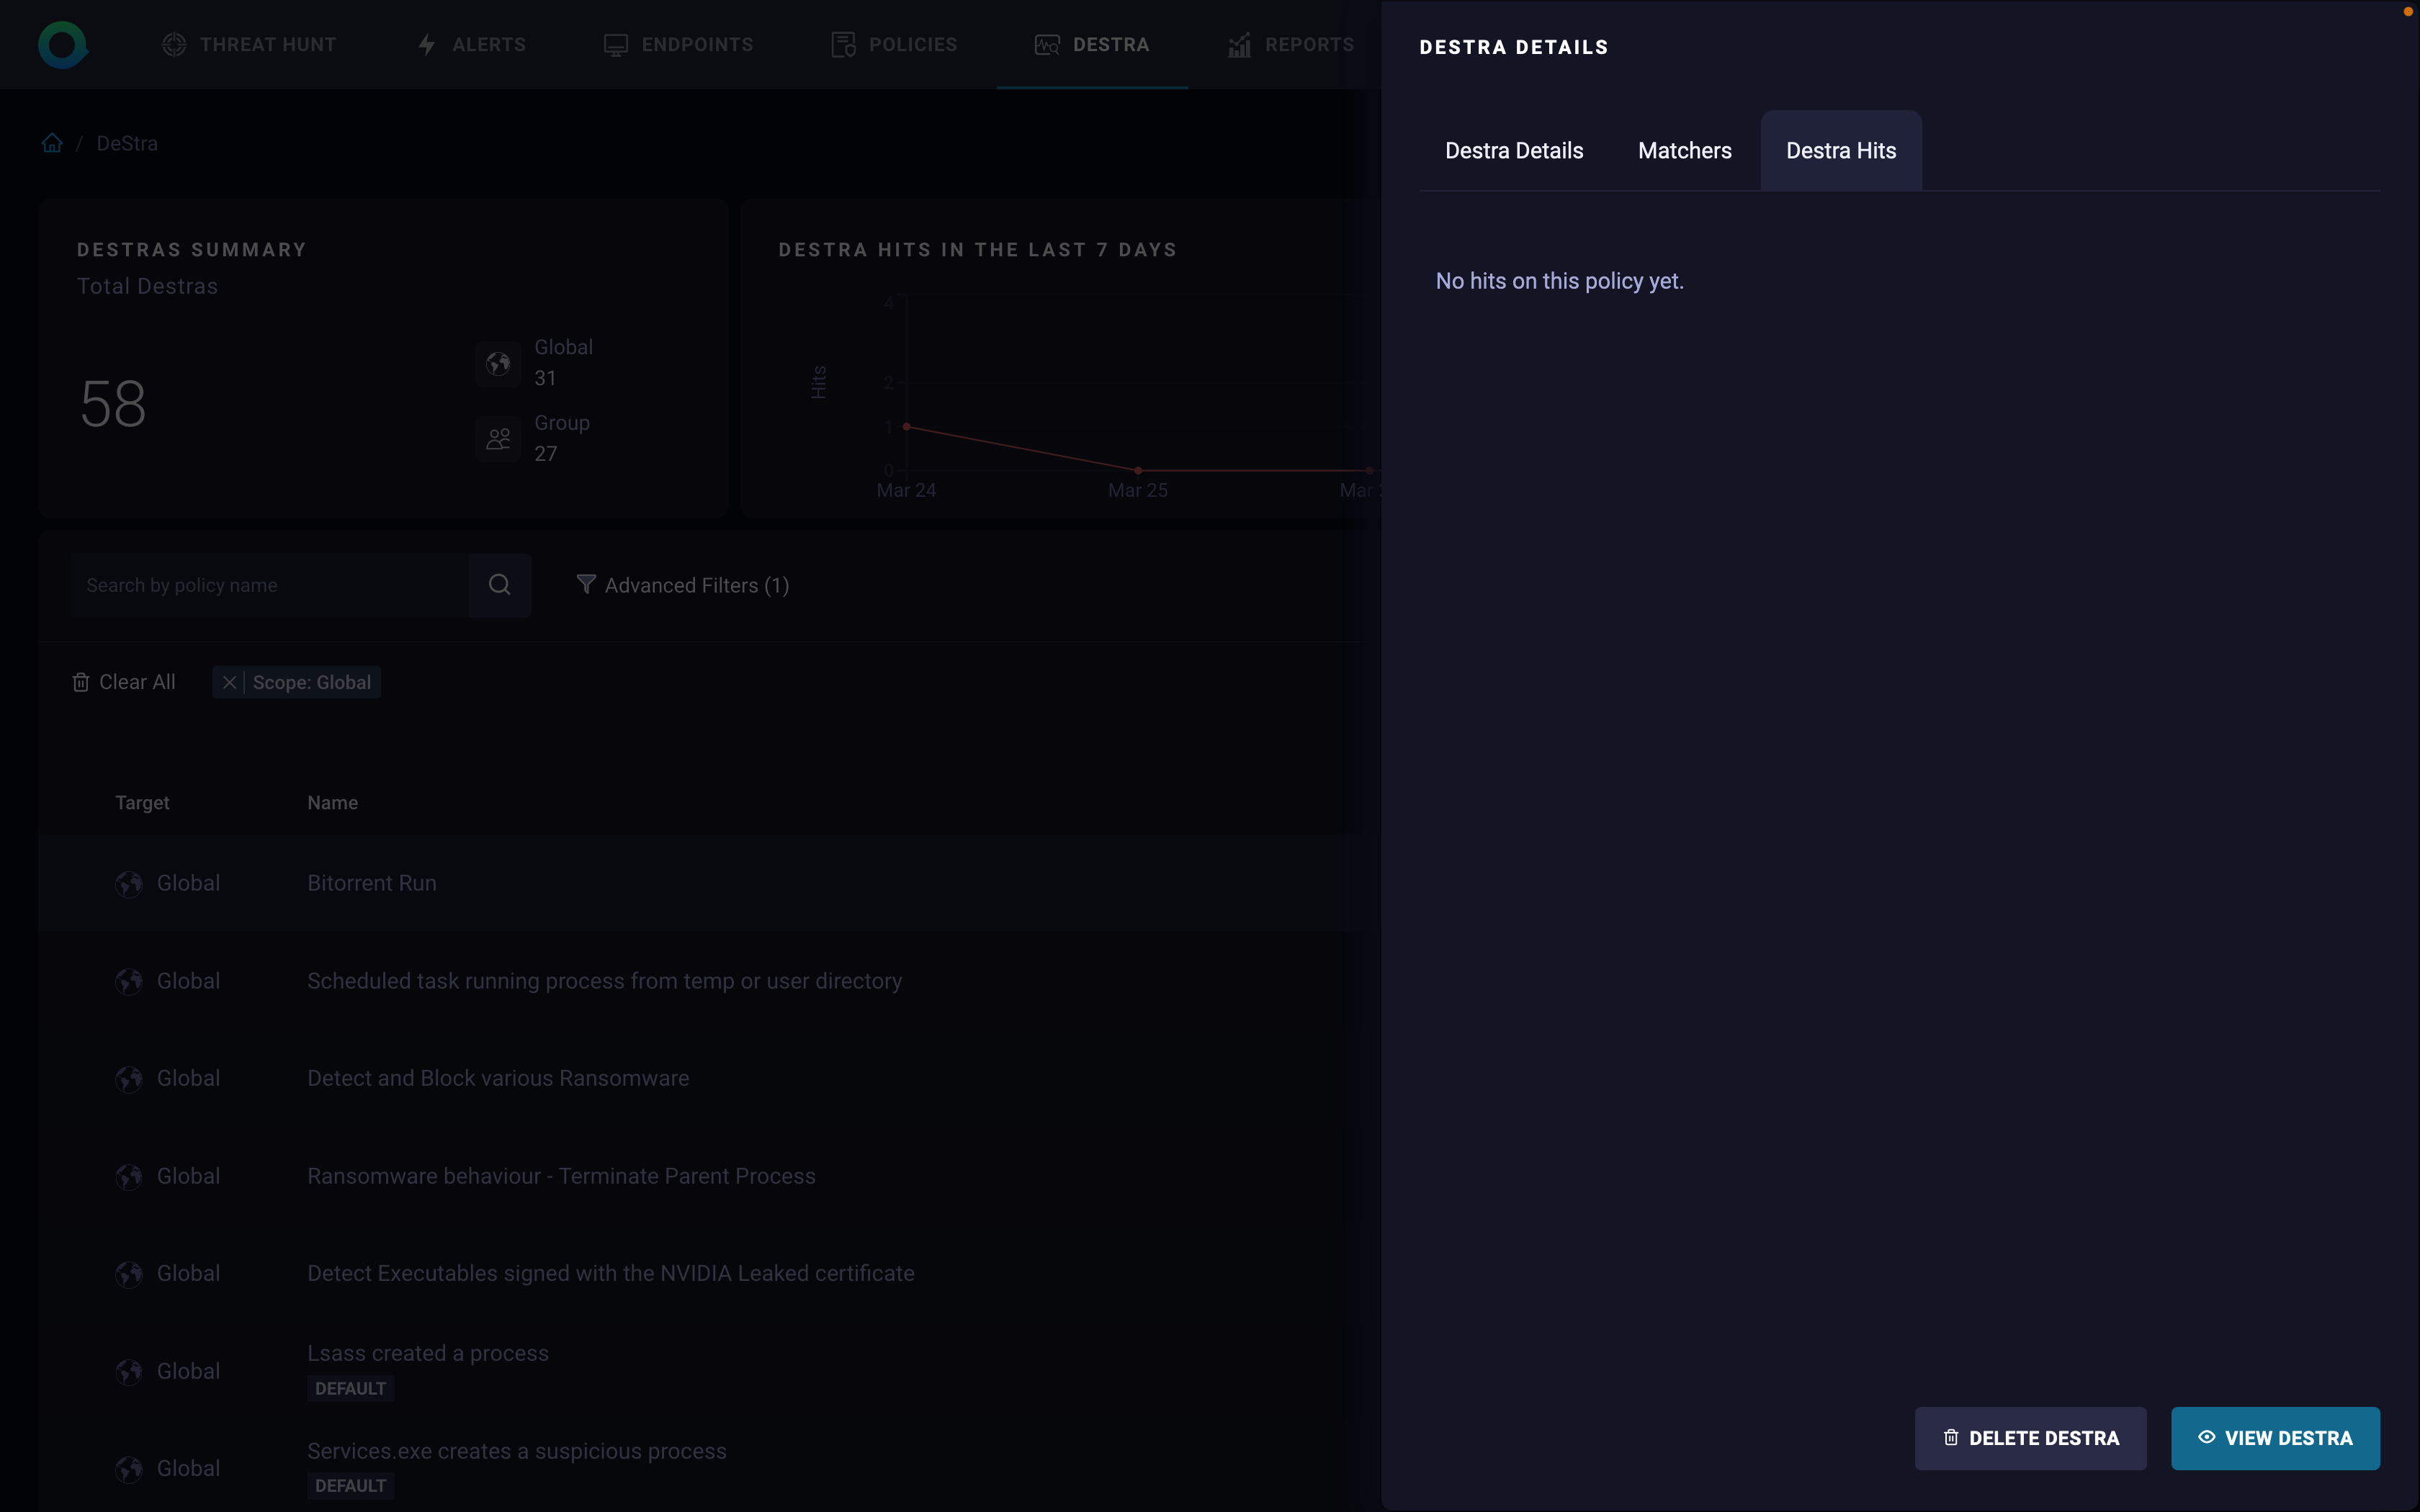 THREAT HUNT
ALERTS
ENDPOINTS
POLICIES
DESTRA
REPORTS
/ DeStra
DESTRAS SUMMARY
Total Destras
58
Global
31
Group
27
DESTRA HITS IN THE LAST 7 DAYS
Hits
4
2
1
0
Mar 24
Mar 25
Mar
Search by policy name
Advanced Filters (1)
Clear All
Scope: Global
Target
Name
Global
Bitorrent Run
Global
Scheduled task running process from temp or user directory
Global
Detect and Block various Ransomware
Global
Ransomware behaviour - Terminate Parent Process
Global
Detect Executables signed with the NVIDIA Leaked certificate
Global
Lsass created a process
DEFAULT
Global
Services.exe creates a suspicious process
DEFAULT
DESTRA DETAILS
Destra Details
Matchers
Destra Hits
No hits on this policy yet.
DELETE DESTRA
VIEW DESTRA